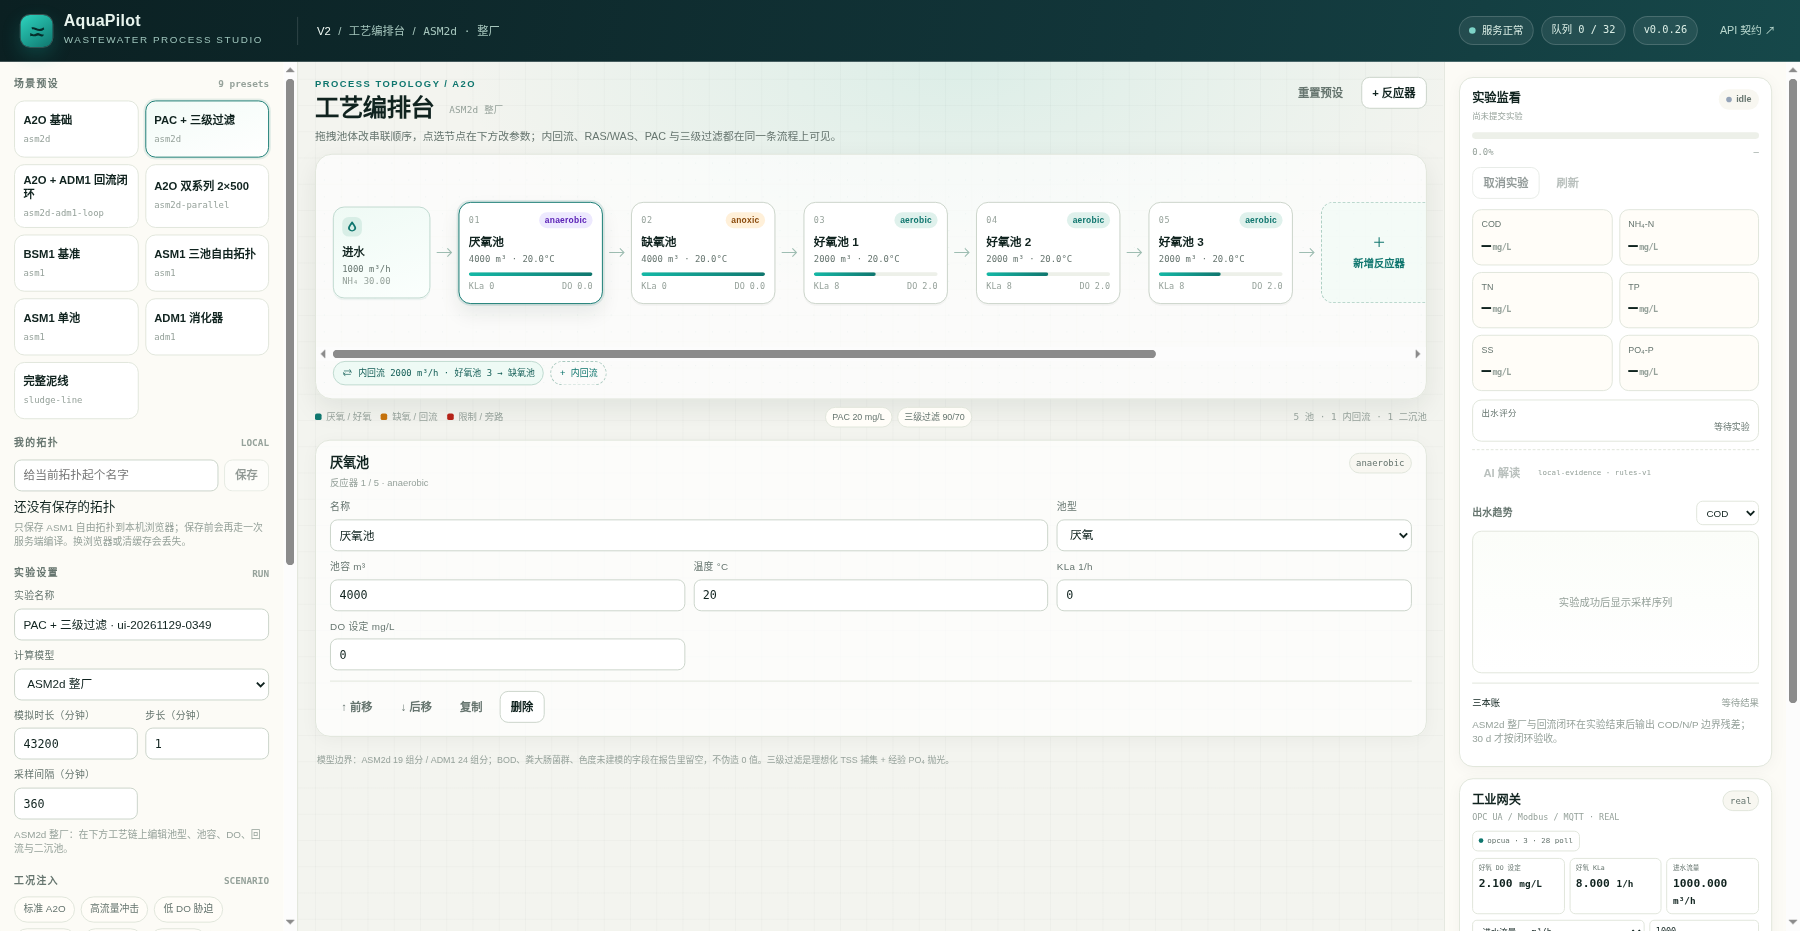 AquaPilot
WASTEWATER PROCESS STUDIO
V2 / 工艺编排台 / ASM2d · 整厂
服务正常
队列 0 / 32
v0.0.26
API 契约 ↗
场景预设
9 presets
A2O 基础
asm2d
PAC + 三级过滤
asm2d
A2O + ADM1 回流闭
环
asm2d-adm1-loop
A2O 双系列 2×500
asm2d-parallel
BSM1 基准
asm1
ASM1 三池自由拓扑
asm1
ASM1 单池
asm1
ADM1 消化器
adm1
完整泥线
sludge-line
我的拓扑
LOCAL
给当前拓扑起个名字
保存
还没有保存的拓扑
只保存 ASM1 自由拓扑到本机浏览器；保存前会再走一次
服务端编译。换浏览器或清缓存会丢失。
实验设置
RUN
实验名称
PAC + 三级过滤 · ui-20261129-0349
计算模型
ASM2d 整厂
模拟时长（分钟）
步长（分钟）
43200
1
采样间隔（分钟）
360
ASM2d 整厂：在下方工艺链上编辑池型、池容、DO、回
流与二沉池。
工况注入
SCENARIO
标准 A2O
高流量冲击
低 DO 胁迫
PROCESS TOPOLOGY / A2O
工艺编排台
ASM2d 整厂
重置预设
+ 反应器
拖拽池体改串联顺序，点选节点在下方改参数；内回流、RAS/WAS、PAC 与三级过滤都在同一条流程上可见。
进水
1000 m³/h
NH₄ 30.00
01
anaerobic
厌氧池
4000 m³ · 20.0°C
KLa 0
DO 0.0
02
anoxic
缺氧池
4000 m³ · 20.0°C
KLa 0
DO 0.0
03
aerobic
好氧池 1
2000 m³ · 20.0°C
KLa 8
DO 2.0
04
aerobic
好氧池 2
2000 m³ · 20.0°C
KLa 8
DO 2.0
05
aerobic
好氧池 3
2000 m³ · 20.0°C
KLa 8
DO 2.0
+
新增反应器
⇄ 内回流 2000 m³/h · 好氧池 3 → 缺氧池
+ 内回流
厌氧 / 好氧
缺氧 / 回流
限制 / 旁路
PAC 20 mg/L
三级过滤 90/70
5 池 · 1 内回流 · 1 二沉池
厌氧池
anaerobic
反应器 1 / 5 · anaerobic
名称
池型
厌氧池
厌氧
池容 m³
温度 °C
KLa 1/h
4000
20
0
DO 设定 mg/L
0
↑ 前移
↓ 后移
复制
删除
模型边界：ASM2d 19 组分 / ADM1 24 组分；BOD、粪大肠菌群、色度未建模的字段在报告里留空，不伪造 0 值。三级过滤是理想化 TSS 捕集 + 经验 PO₄ 抛光。
实验监看
idle
尚未提交实验
0.0%
—
取消实验
刷新
COD
—mg/L
NH₄-N
—mg/L
TN
—mg/L
TP
—mg/L
SS
—mg/L
PO₄-P
—mg/L
出水评分
等待实验
AI 解读
local-evidence · rules-v1
出水趋势
COD
实验成功后显示采样序列
三本账
等待结果
ASM2d 整厂与回流闭环在实验结束后输出 COD/N/P 边界残差；
30 d 才按闭环验收。
工业网关
real
OPC UA / Modbus / MQTT · REAL
opcua · 3 · 28 poll
好氧 DO 设定
2.100 mg/L
好氧 KLa
8.000 1/h
进水流量
1000.000
m³/h